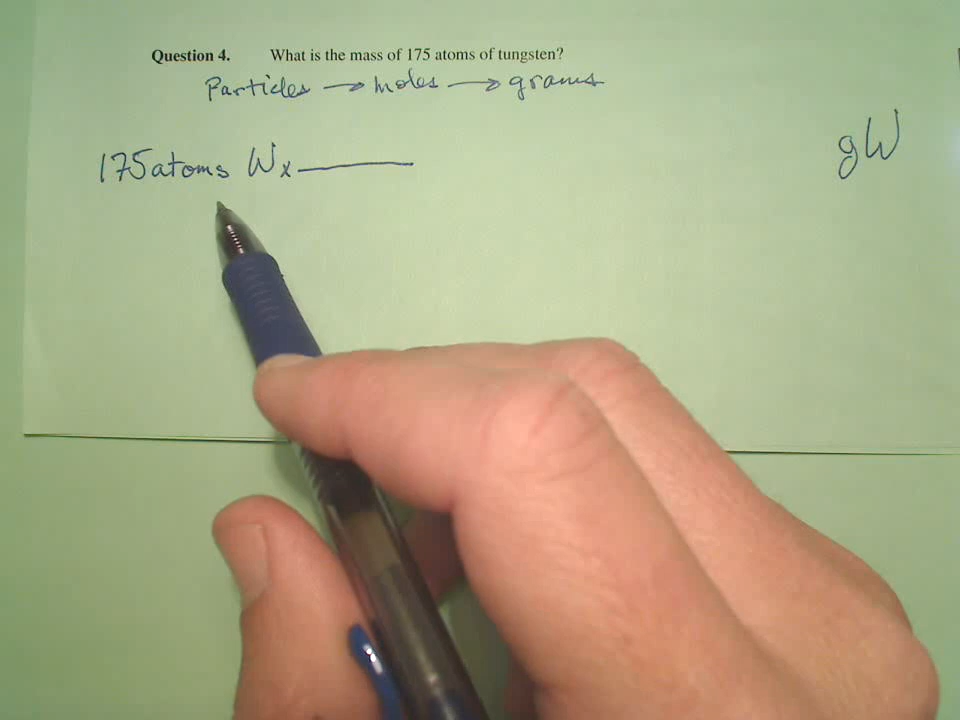 Question 4. What is the mass of 175 atoms of tungsten?
Particles → moles → grams
175 atoms W x
gW